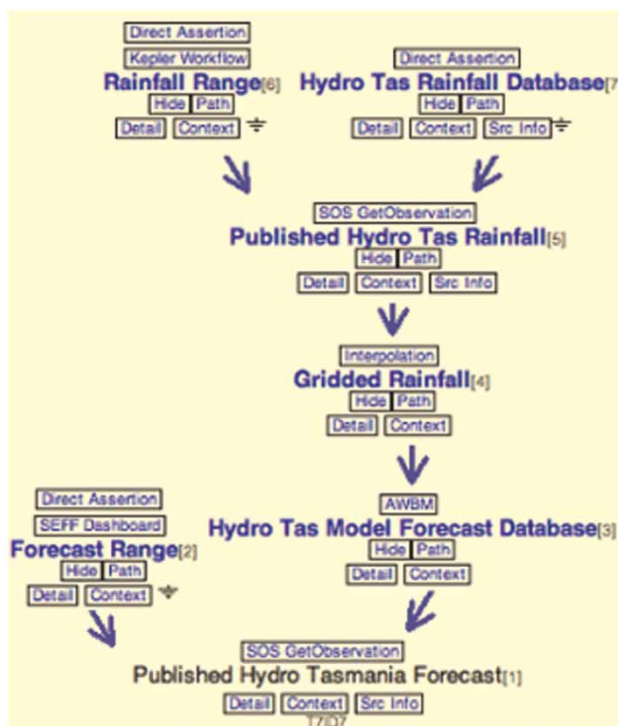 Direct Assertion
Kepler Workflow
Rainfall Range[6]
Hide Path
Detail Context
Direct Assertion
Hydro Tas Rainfall Database[7
Hide Path
Detail Context Src Info
SOS GetObservation
Published Hydro Tas Rainfall[5]
Hide Path
Detail Context Src Info
Interpolation
Gridded Rainfall[4]
Hide Path
Detail Context
Direct Assertion
SEFF Dashboard
Forecast Range[2]
Hide Path
Detail Context
AWBM
Hydro Tas Model Forecast Database[3]
Hide Path
Detail Context
SOS GetObservation
Published Hydro Tasmania Forecast[1]
Detail Context Src Info